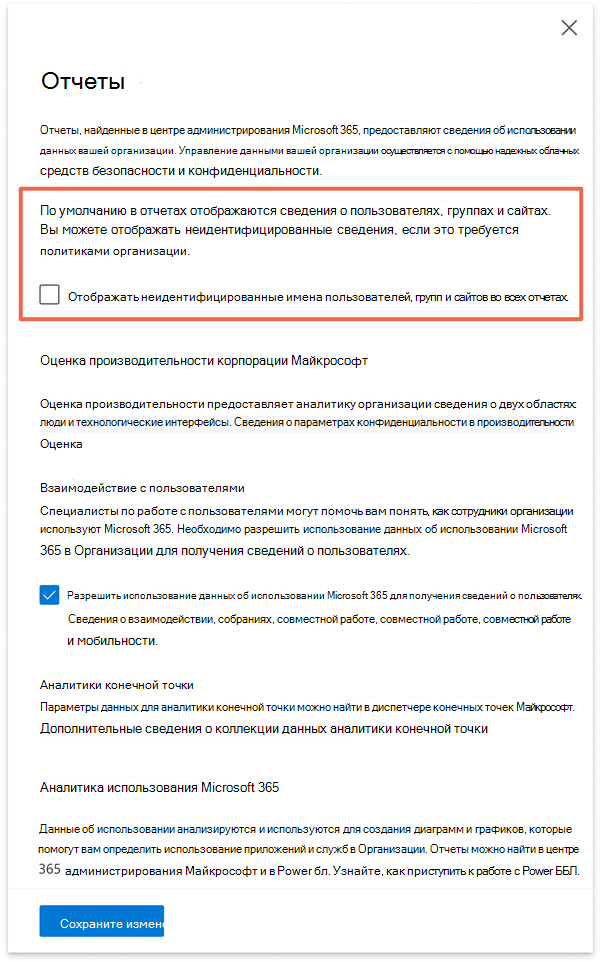 Отчеты
Отчеты, найденные в центре администрирования Microsoft 365, предоставляют сведения об использовании
данных вашей организации. Управление данными вашей организации осуществляется с помощью надежных облачных
средств безопасности и конфиденциальности.
По умолчанию в отчетах отображаются сведения о пользователях, группах и сайтах.
Вы можете отображать неидентифицированные сведения, если это требуется
политиками организации.
Отображать неидентифицированные имена пользователей, групп и сайтов во всех отчетах.
Оценка производительности корпорации Майкрософт
Оценка производительности предоставляет аналитику организации сведения о двух областях:
люди и технологические интерфейсы. Сведения о параметрах конфиденциальности в производительности
Оценка
Взаимодействие с пользователями
Специалисты по работе с пользователями могут помочь вам понять, как сотрудники организации
используют Microsoft 365. Необходимо разрешить использование данных об использовании Microsoft
365 в Организации для получения сведений о пользователях.
Разрешить использование данных об использовании Microsoft 365 для получения сведений о пользователях.
Сведения о взаимодействии, собраниях, совместной работе, совместной работе, совместной работе
и мобильности.
Аналитики конечной точки
Параметры данных для аналитики конечной точки можно найти в диспетчере конечных точек Майкрософт.
Дополнительные сведения о коллекции данных аналитики конечной точки
Аналитика использования Microsoft 365
Данные об использовании анализируются и используются для создания диаграмм и графиков, которые
помогут вам определить использование приложений и служб в Организации. Отчеты можно найти в центре
365 администрирования Майкрософт и в Power бл. Узнайте, как приступить к работе с Power ББЛ.
Сохраните измене